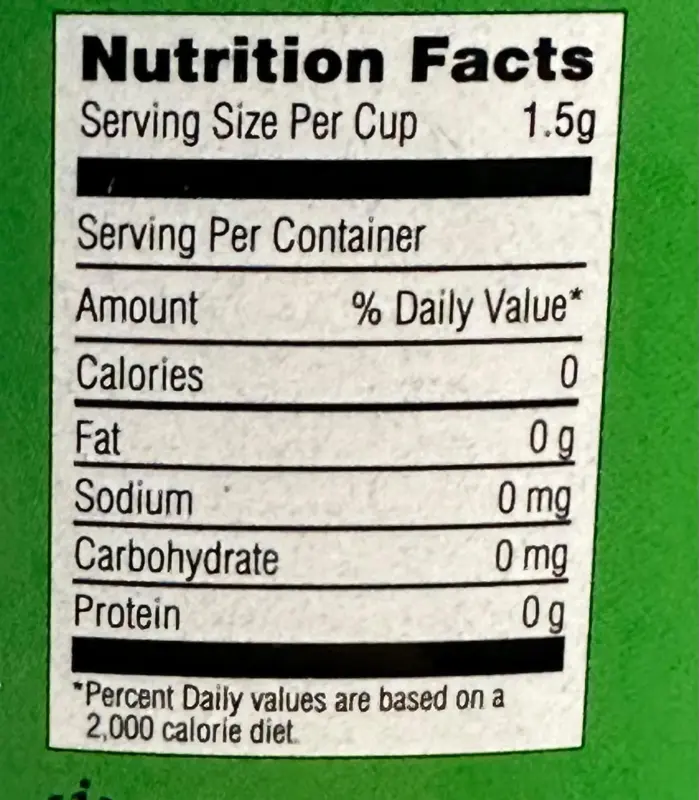 Nutrition Facts
Serving Size Per Cup 1.5g
Serving Per Container
Amount % Daily Value*
Calories 0
Fat 0 g
Sodium 0 mg
Carbohydrate 0 mg
Protein 0 g
*Percent Daily values are based on a
2,000 calorie diet.